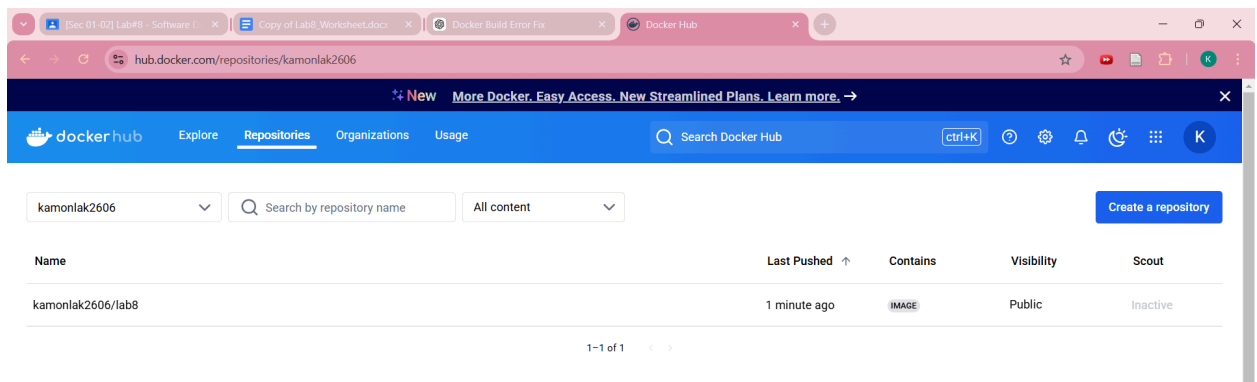 [Sec 01-02] Lab#8 – Software D
Copy of Lab8_Worksheet.docx
Docker Build Error Fix
Docker Hub
hub.docker.com/repositories/kamonlak2606
K
New More Docker. Easy Access. New Streamlined Plans. Learn more. →
dockerhub Explore Repositories Organizations Usage Search Docker Hub ctrl+K K
kamonlak2606 Search by repository name All content Create a repository
Name Last Pushed ↑ Contains Visibility Scout
kamonlak2606/lab8 1 minute ago IMAGE Public Inactive
1–1 of 1